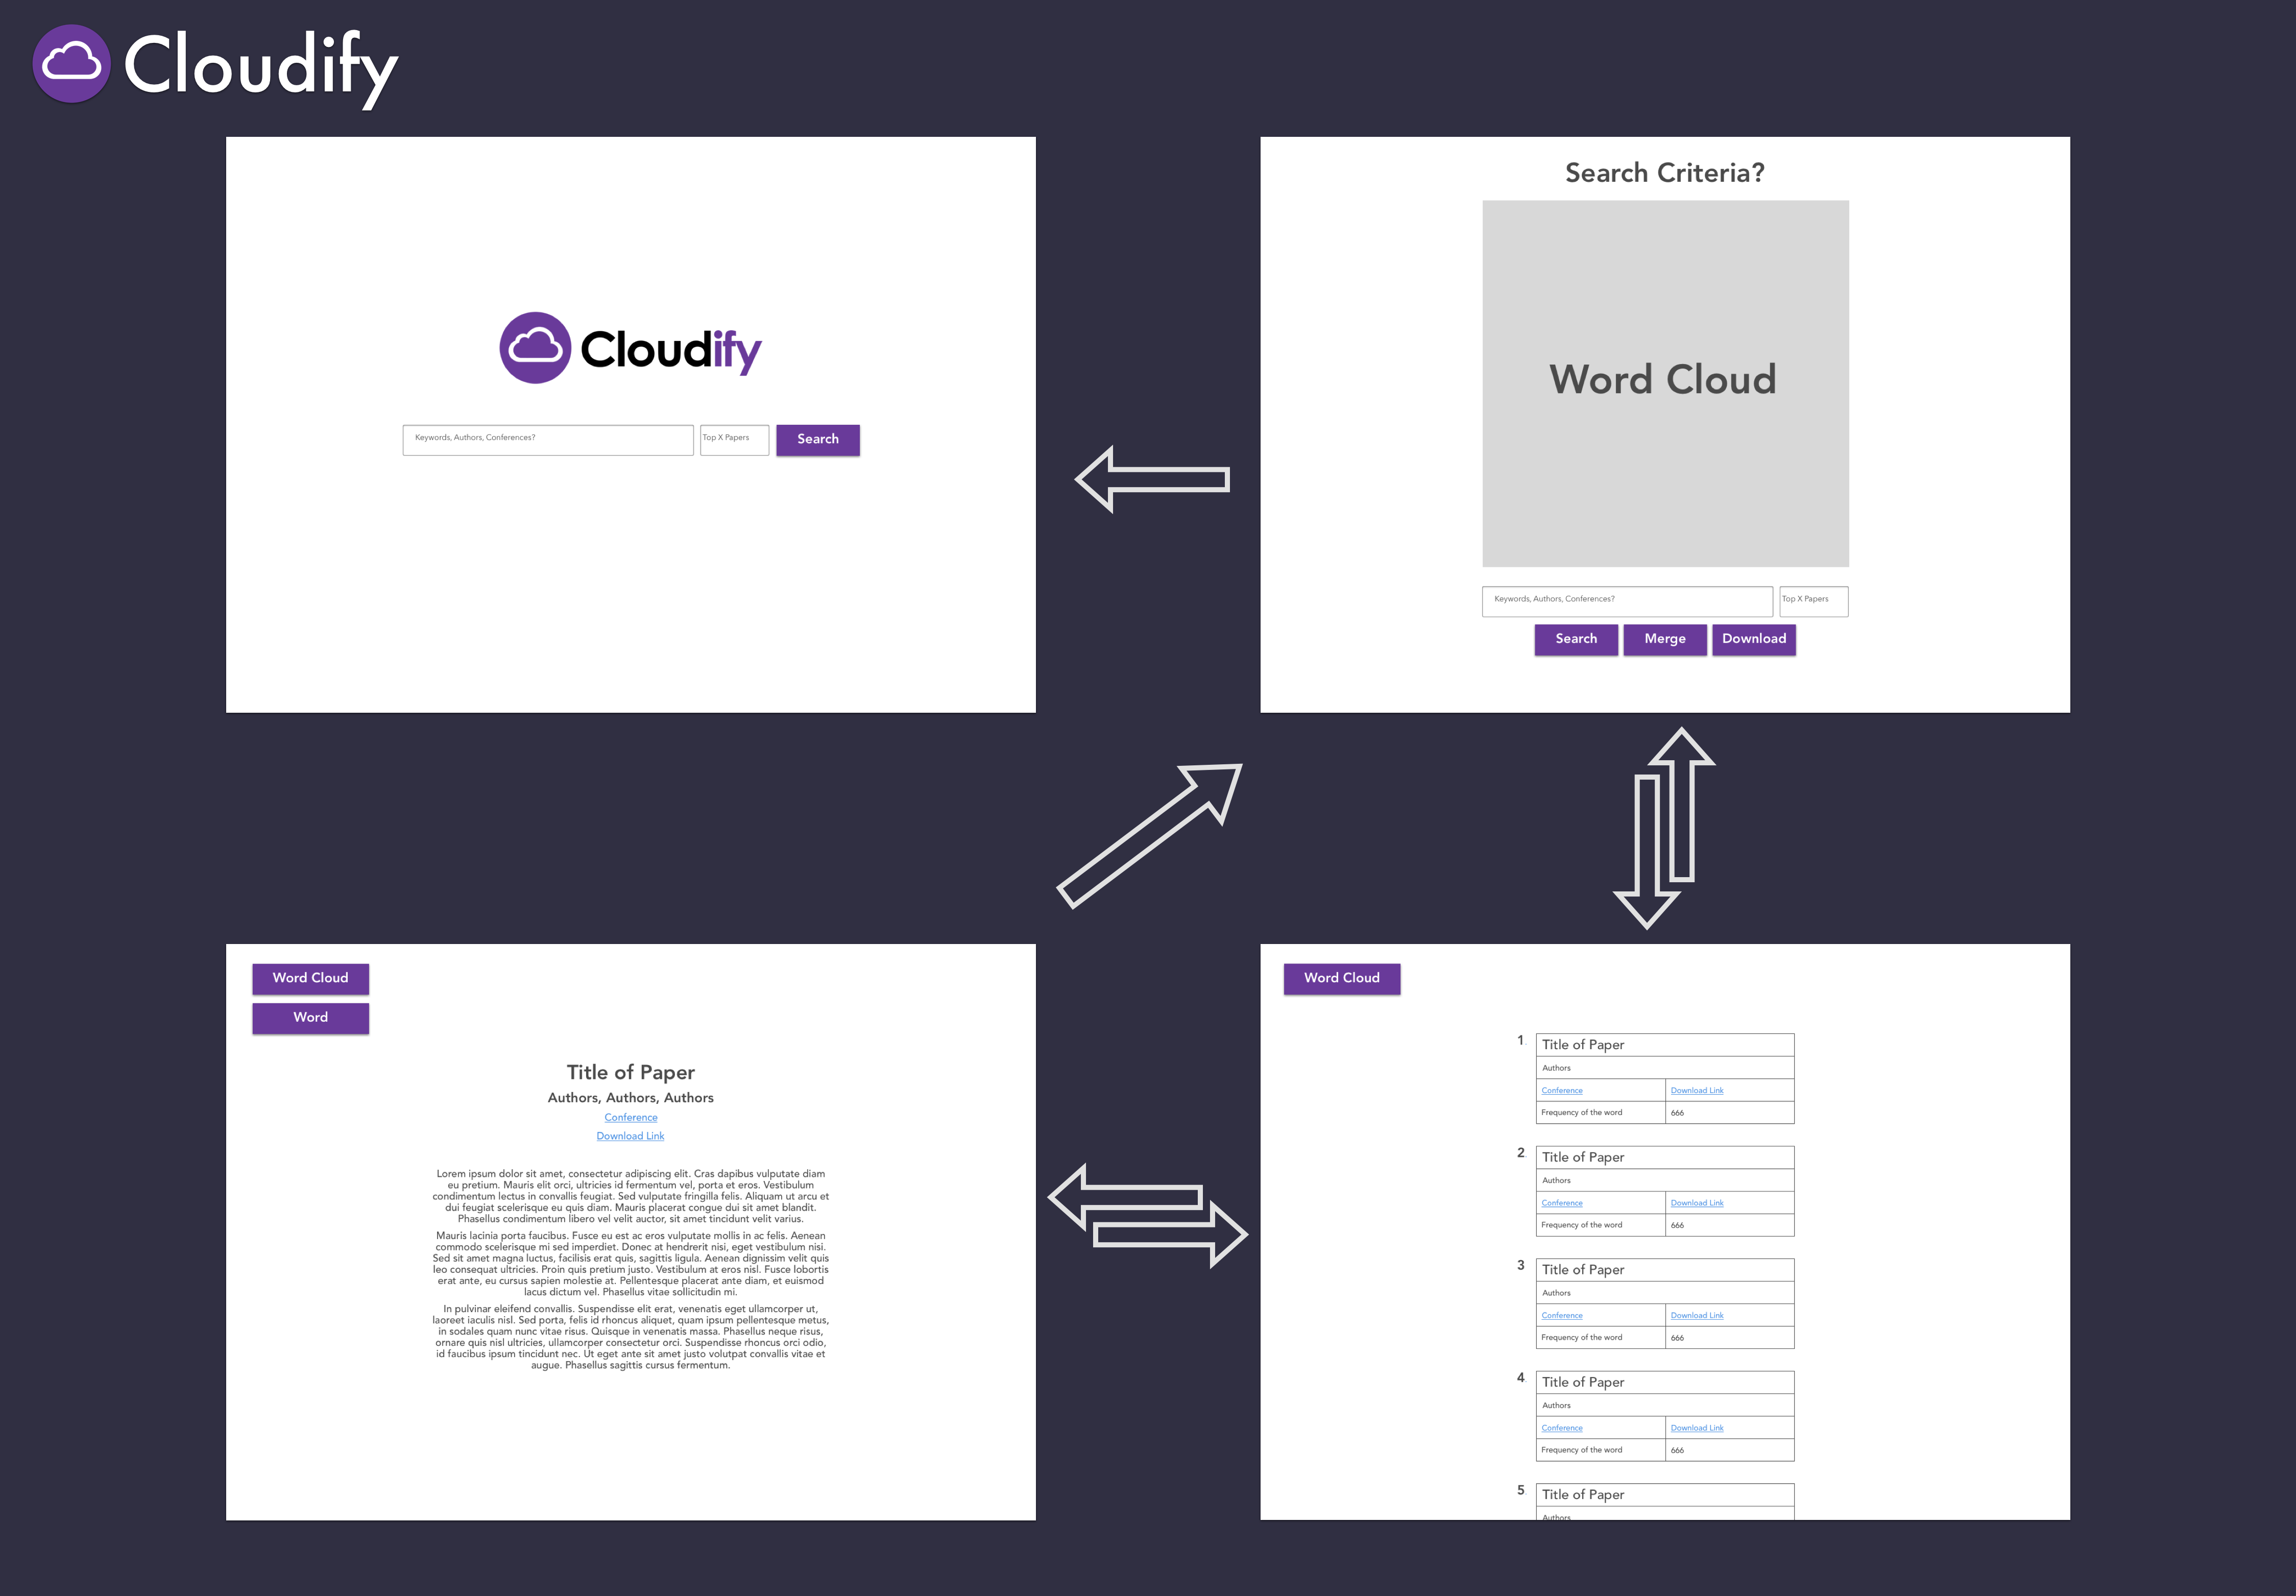 Cloudify
Cloudify
Keywords, Authors, Conferences?
Top X Papers
Search
Search Criteria?
Word Cloud
Keywords, Authors, Conferences?
Top X Papers
Search
Merge
Download
Word Cloud
Word
Title of Paper
Authors, Authors, Authors
Conference
Download Link
Lorem ipsum dolor sit amet, consectetur adipiscing elit. Cras dapibus vulputate diam
eu pretium. Mauris elit orci, ultricies id fermentum vel, porta et eros. Vestibulum
condimentum lectus in convallis feugiat. Sed vulputate fringilla felis. Aliquam ut arcu et
dui feugiat scelerisque eu quis diam. Mauris placerat congue dui sit amet blandit.
Phasellus condimentum libero vel velit auctor, sit amet tincidunt velit varius.
Mauris lacinia porta faucibus. Fusce eu est ac eros vulputate mollis in ac felis. Aenean
commodo scelerisque mi sed imperdiet. Donec at hendrerit nisi, eget vestibulum nisi.
Sed sit amet magna luctus, facilisis erat quis, sagittis ligula. Aenean dignissim velit quis
leo consequat ultricies. Proin quis pretium justo. Vestibulum at eros nisl. Fusce lobortis
erat ante, eu cursus sapien molestie at. Pellentesque placerat ante diam, et euismod
lacus dictum vel. Phasellus vitae sollicitudin mi.
In pulvinar eleifend convallis. Suspendisse elit erat, venenatis eget ullamcorper ut,
laoreet iaculis nisl. Sed porta, felis id rhoncus aliquet, quam ipsum pellentesque metus,
in sodales quam nunc vitae risus. Quisque in venenatis massa. Phasellus neque risus,
ornare quis nisl ultricies, ullamcorper consectetur orci. Suspendisse rhoncus orci odio,
id faucibus ipsum tincidunt nec. Ut eget ante sit amet justo volutpat convallis vitae et
augue. Phasellus sagittis cursus fermentum.
Word Cloud
1. Title of Paper
Authors
Conference Download Link
Frequency of the word 666
2. Title of Paper
Authors
Conference Download Link
Frequency of the word 666
3 Title of Paper
Authors
Conference Download Link
Frequency of the word 666
4. Title of Paper
Authors
Conference Download Link
Frequency of the word 666
5. Title of Paper
Authors